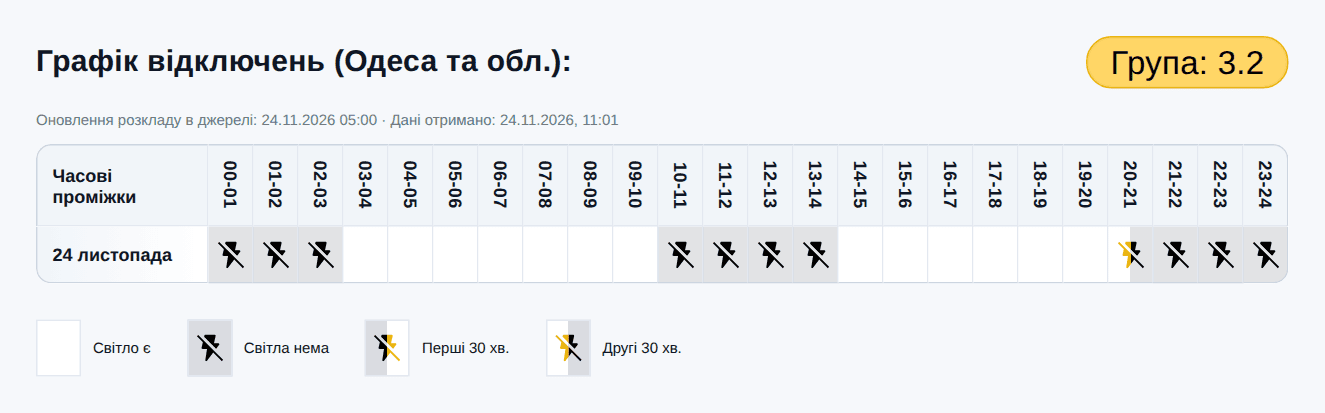 Графік відключень (Одеса та обл.):
Група: 3.2
Оновлення розкладу в джерелі: 24.11.2026 05:00 · Дані отримано: 24.11.2026, 11:01
Часові
проміжки
00-01
01-02
02-03
03-04
04-05
05-06
06-07
07-08
08-09
09-10
10-11
11-12
12-13
13-14
14-15
15-16
16-17
17-18
18-19
19-20
20-21
21-22
22-23
23-24
24 листопада
Світло є
Світла нема
Перші 30 хв.
Другі 30 хв.